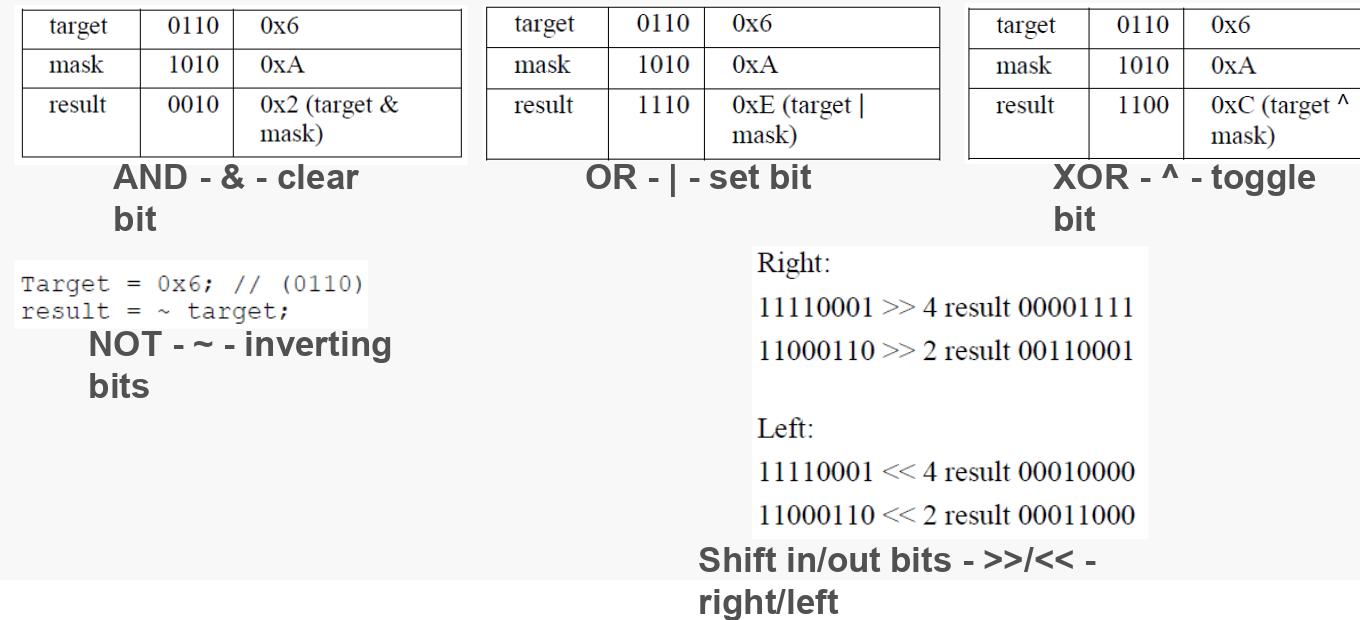 target 0110 0x6
mask 1010 0xA
result 0010 0x2 (target &
mask)
AND - & - clear
bit
target 0110 0x6
mask 1010 0xA
result 1110 0xE (target |
mask)
OR - | - set bit
target 0110 0x6
mask 1010 0xA
result 1100 0xC (target ^
mask)
XOR - ^ - toggle
bit
Target = 0x6; // (0110)
result = ~ target;
NOT - ~ - inverting
bits
Right:
11110001 >> 4 result 00001111
11000110 >> 2 result 00110001
Left:
11110001 << 4 result 00010000
11000110 << 2 result 00011000
Shift in/out bits - >>/<< -
right/left